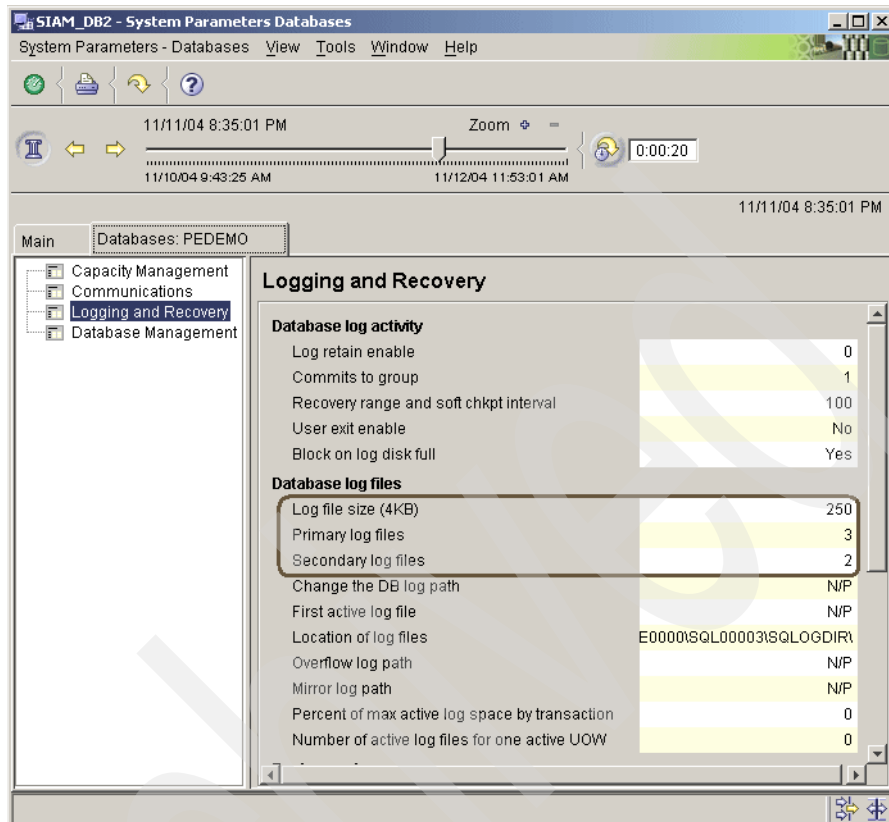 SIAM_DB2 - System Parameters Databases
System Parameters - Databases View Tools Window Help
11/11/04 8:35:01 PM Zoom
0:00:20
11/10/04 9:43:25 AM 11/12/04 11:53:01 AM
11/11/04 8:35:01 PM
Main Databases: PEDEMO
Capacity Management
Communications
Logging and Recovery
Database Management
Logging and Recovery
Database log activity
Log retain enable 0
Commits to group 1
Recovery range and soft chkpt interval 100
User exit enable No
Block on log disk full Yes
Database log files
Log file size (4KB) 250
Primary log files 3
Secondary log files 2
Change the DB log path N/P
First active log file N/P
Location of log files E0000\SQL00003\SQLOGDIR\
Overflow log path N/P
Mirror log path N/P
Percent of max active log space by transaction 0
Number of active log files for one active UOW 0